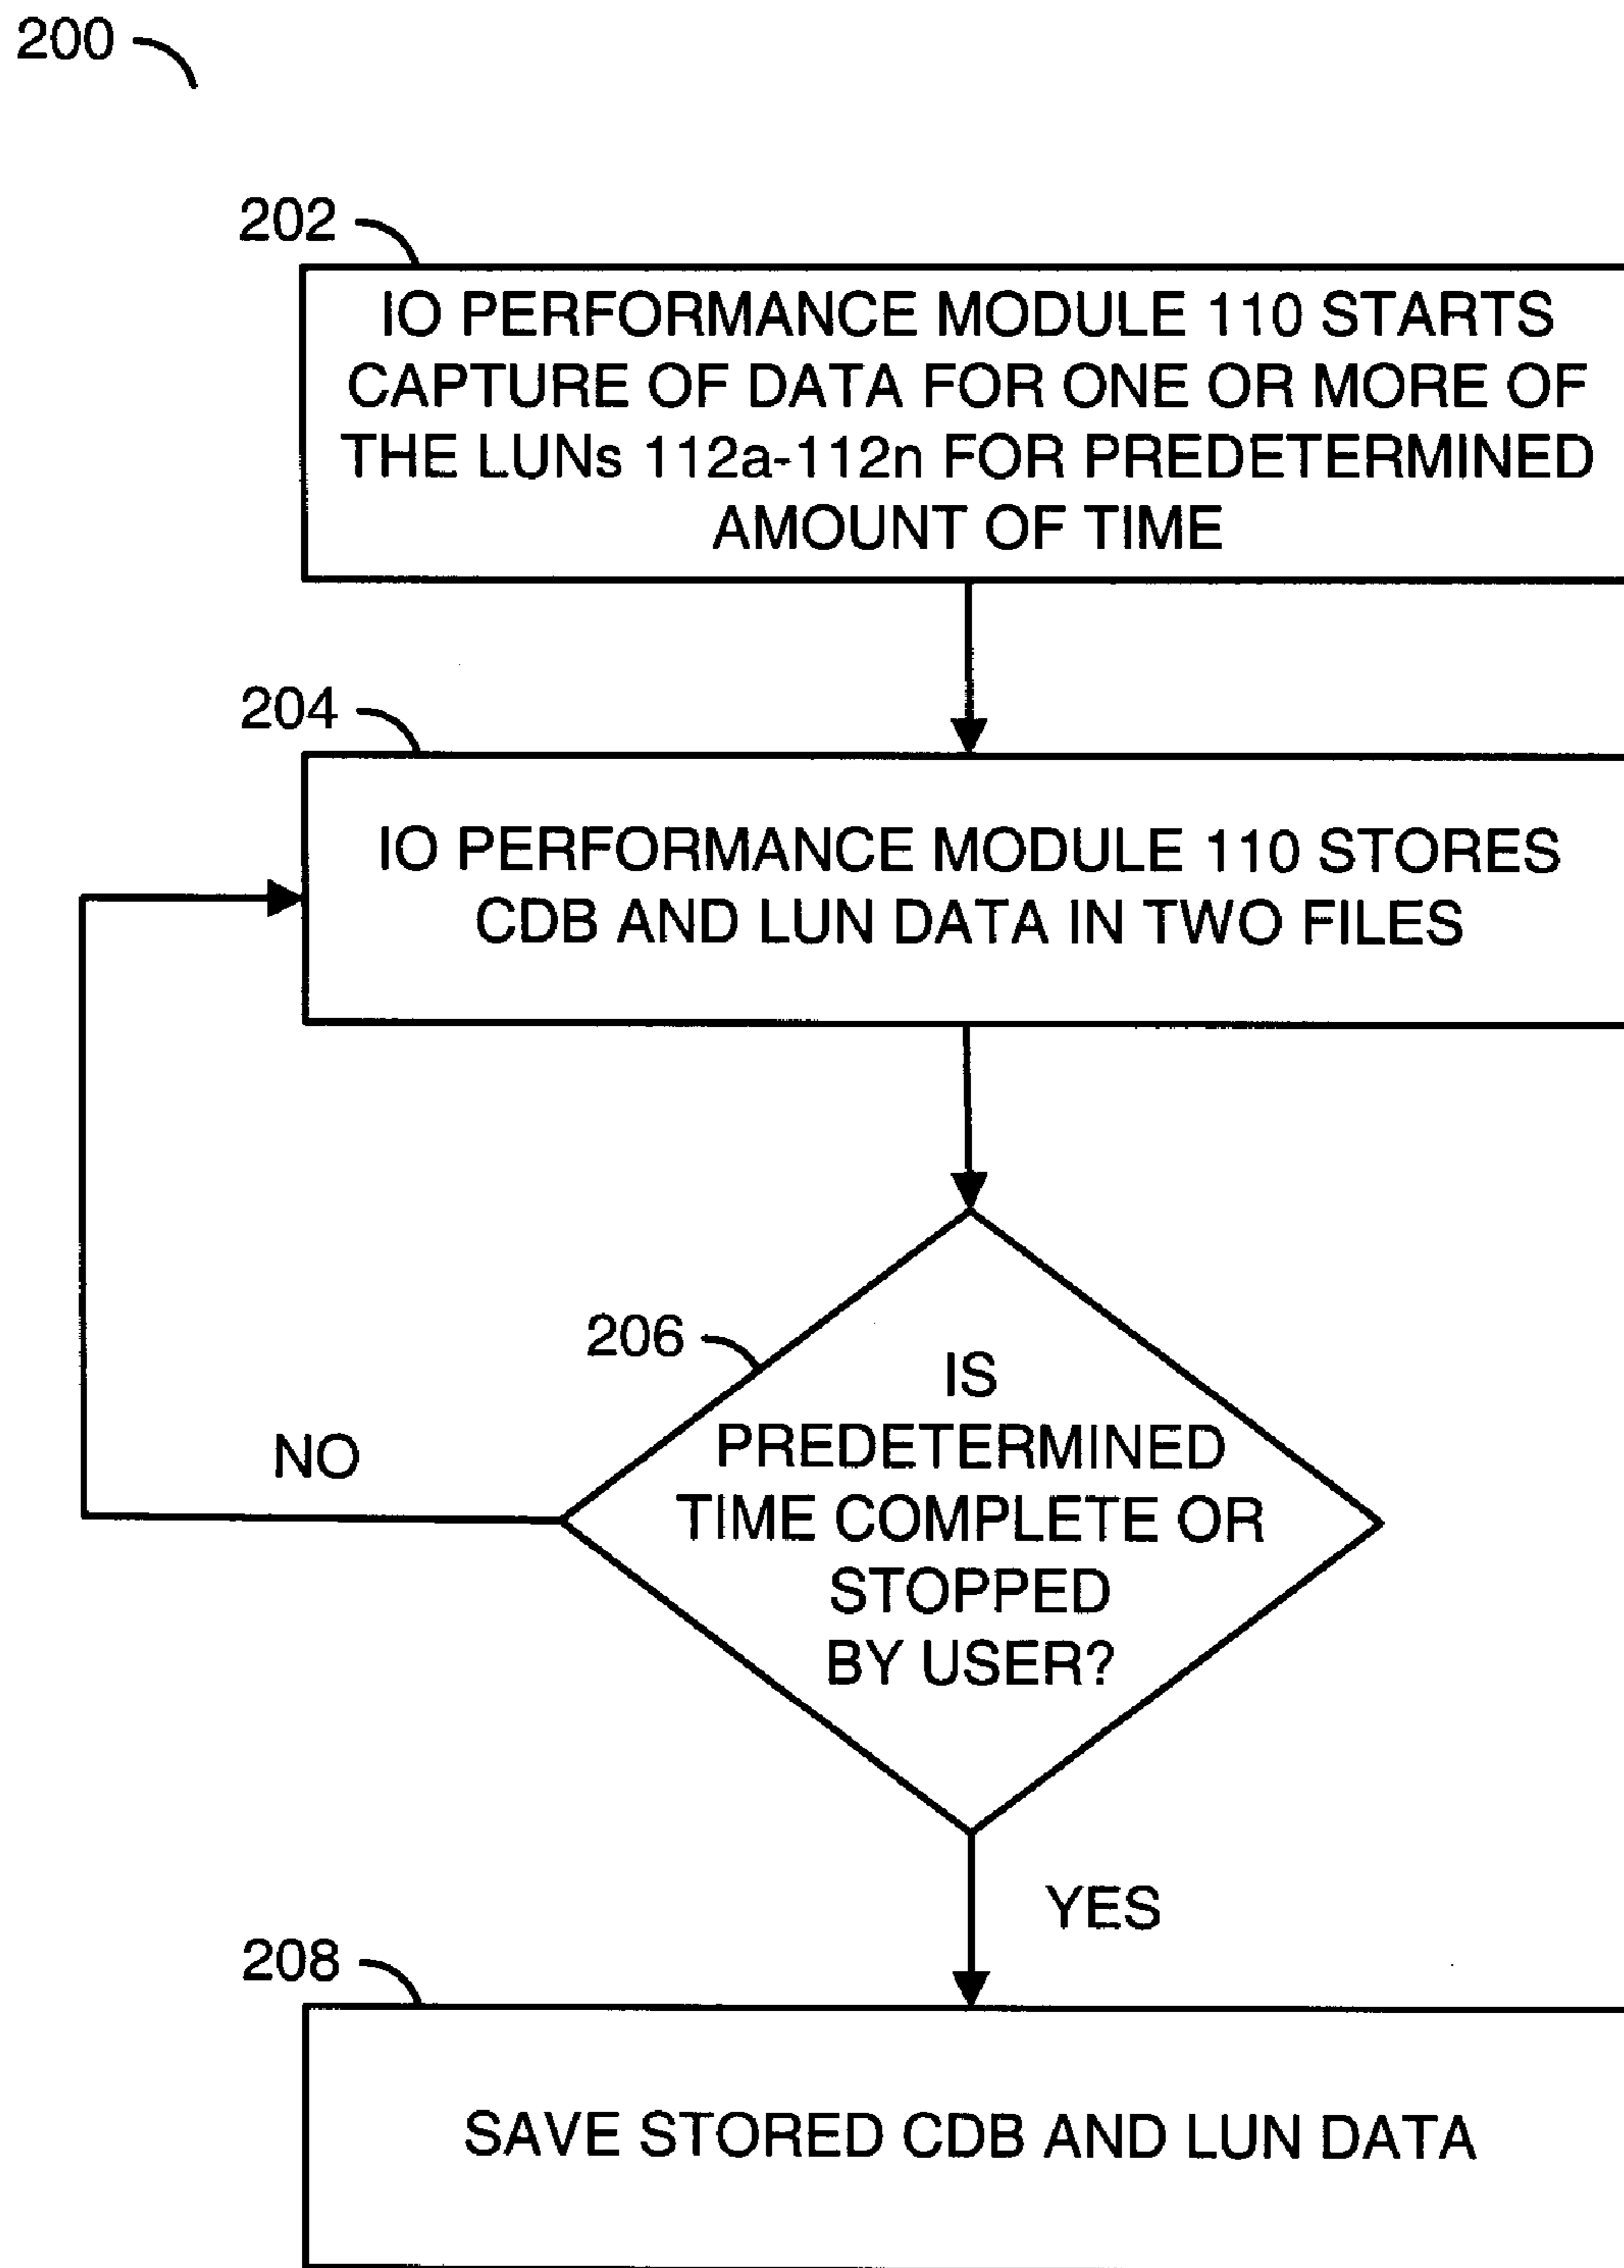 200
202
IO PERFORMANCE MODULE 110 STARTS
CAPTURE OF DATA FOR ONE OR MORE OF
THE LUNs 112a-112n FOR PREDETERMINED
AMOUNT OF TIME
204
IO PERFORMANCE MODULE 110 STORES
CDB AND LUN DATA IN TWO FILES
206
IS
PREDETERMINED
TIME COMPLETE OR
STOPPED
BY USER?
NO
YES
208
SAVE STORED CDB AND LUN DATA